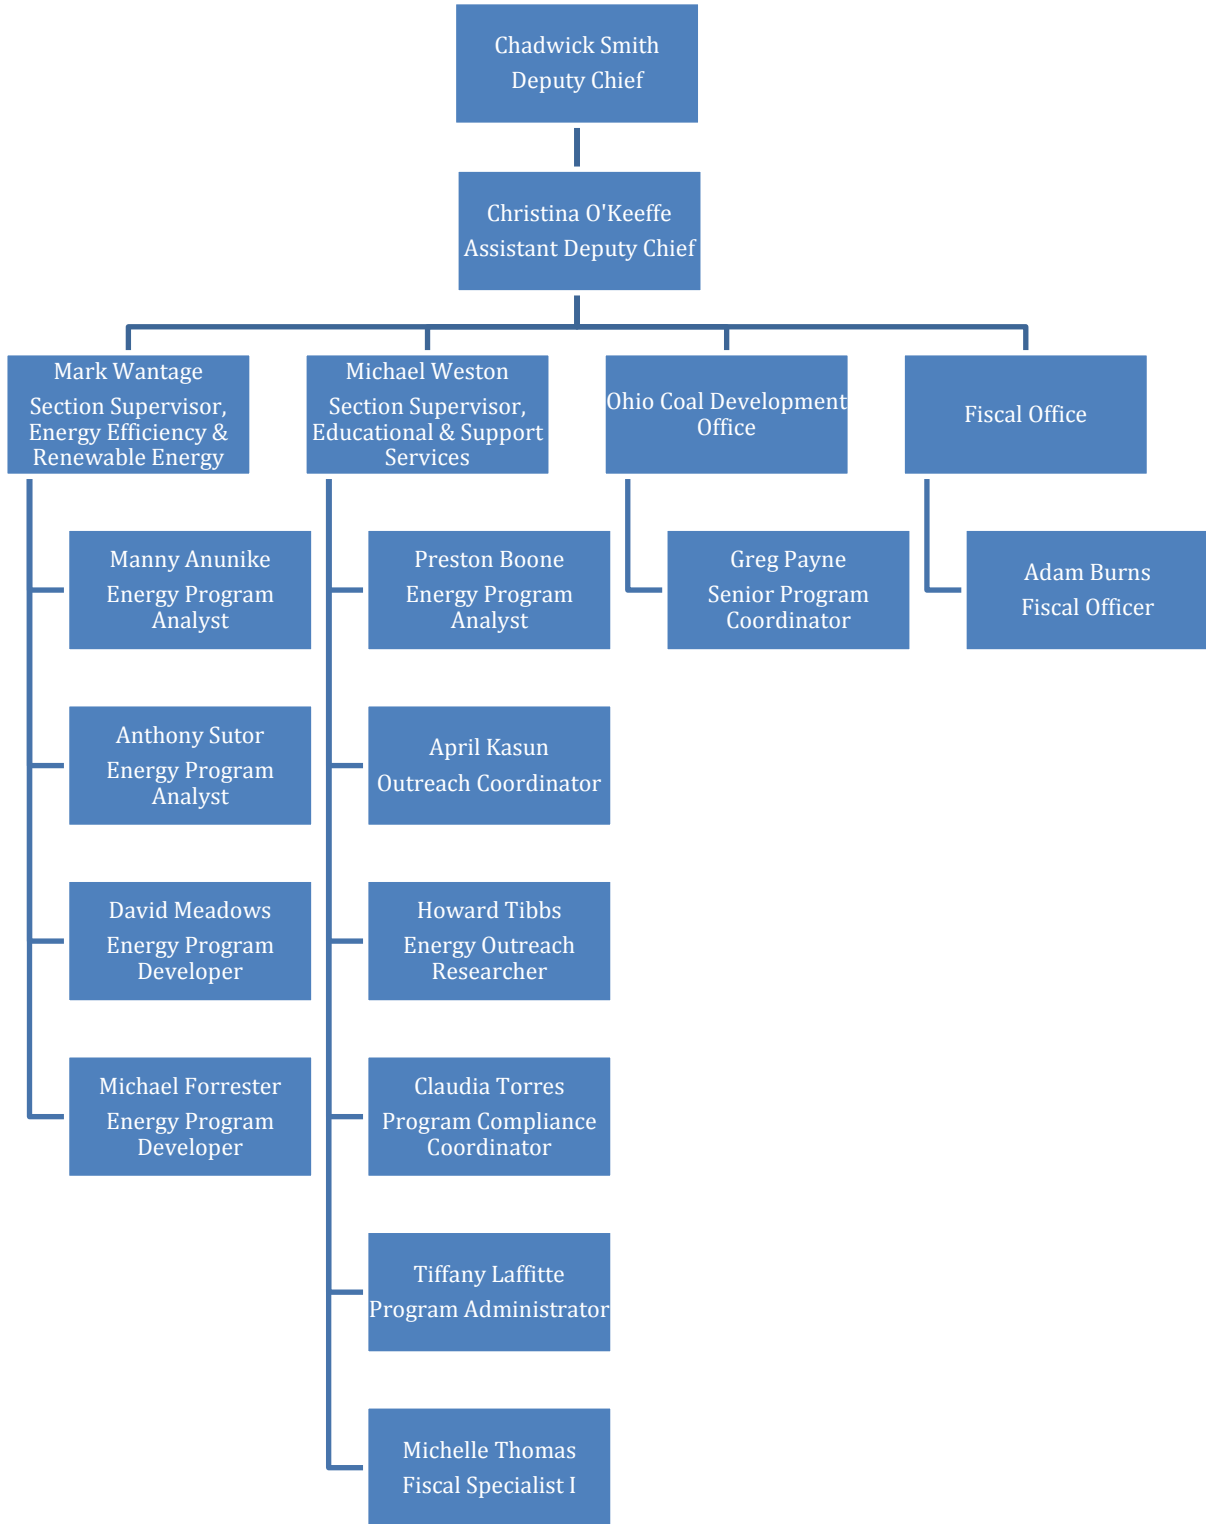 Chadwick Smith
Deputy Chief
Christina O'Keeffe
Assistant Deputy Chief
Mark Wantage
Section Supervisor,
Energy Efficiency &
Renewable Energy
Michael Weston
Section Supervisor,
Educational & Support
Services
Ohio Coal Development
Office
Fiscal Office
Manny Anunike
Energy Program
Analyst
Preston Boone
Energy Program
Analyst
Greg Payne
Senior Program
Coordinator
Adam Burns
Fiscal Officer
Anthony Sutor
Energy Program
Analyst
April Kasun
Outreach Coordinator
David Meadows
Energy Program
Developer
Howard Tibbs
Energy Outreach
Researcher
Michael Forrester
Energy Program
Developer
Claudia Torres
Program Compliance
Coordinator
Tiffany Laffitte
Program Administrator
Michelle Thomas
Fiscal Specialist I